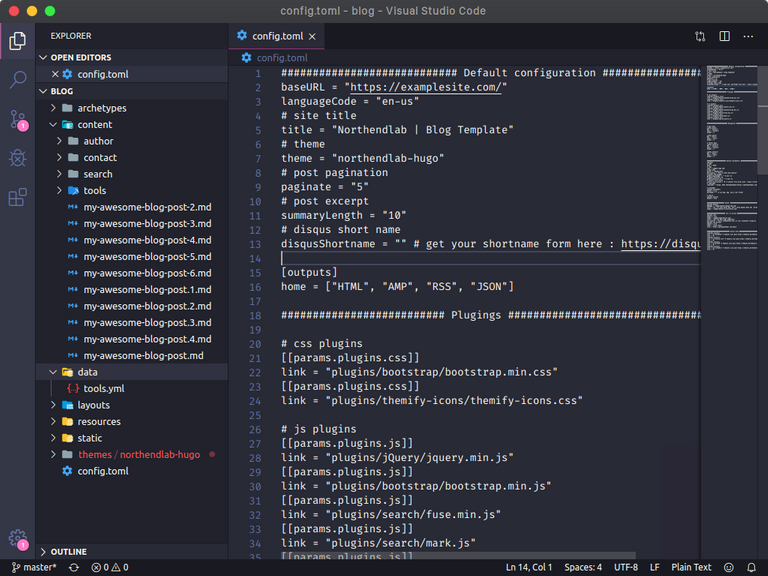 config.toml - blog - Visual Studio Code
EXPLORER
OPEN EDITORS
config.toml
BLOG
archetypes
content
author
contact
search
tools
my-awesome-blog-post-2.md
my-awesome-blog-post-3.md
my-awesome-blog-post-4.md
my-awesome-blog-post-5.md
my-awesome-blog-post-6.md
my-awesome-blog-post.1.md
my-awesome-blog-post.2.md
my-awesome-blog-post.3.md
my-awesome-blog-post.4.md
my-awesome-blog-post.md
data
tools.yml
layouts
resources
static
themes / northendlab-hugo
config.toml
OUTLINE
1
1
config.toml
config.toml
1 ############################ Default configuration ################
2 baseURL = "https://examplesite.com/"
3 languageCode = "en-us"
4 # site title
5 title = "Northendlab | Blog Template"
6 # theme
7 theme = "northendlab-hugo"
8 # post pagination
9 paginate = "5"
10 # post excerpt
11 summaryLength = "10"
12 # disqus short name
13 disqusShortname = "" # get your shortname form here : https://disqu
14
15 [outputs]
16 home = ["HTML", "AMP", "RSS", "JSON"]
17
18 ########################## Plugings ###############################
19
20 # css plugins
21 [[params.plugins.css]]
22 link = "plugins/bootstrap/bootstrap.min.css"
23 [[params.plugins.css]]
24 link = "plugins/themify-icons/themify-icons.css"
25
26 # js plugins
27 [[params.plugins.js]]
28 link = "plugins/jQuery/jquery.min.js"
29 [[params.plugins.js]]
30 link = "plugins/bootstrap/bootstrap.min.js"
31 [[params.plugins.js]]
32 link = "plugins/search/fuse.min.js"
33 [[params.plugins.js]]
34 link = "plugins/search/mark.js"
35 [[params.plugins.js]]
master* 0 0 Ln 14, Col 1 Spaces: 4 UTF-8 LF Plain Text